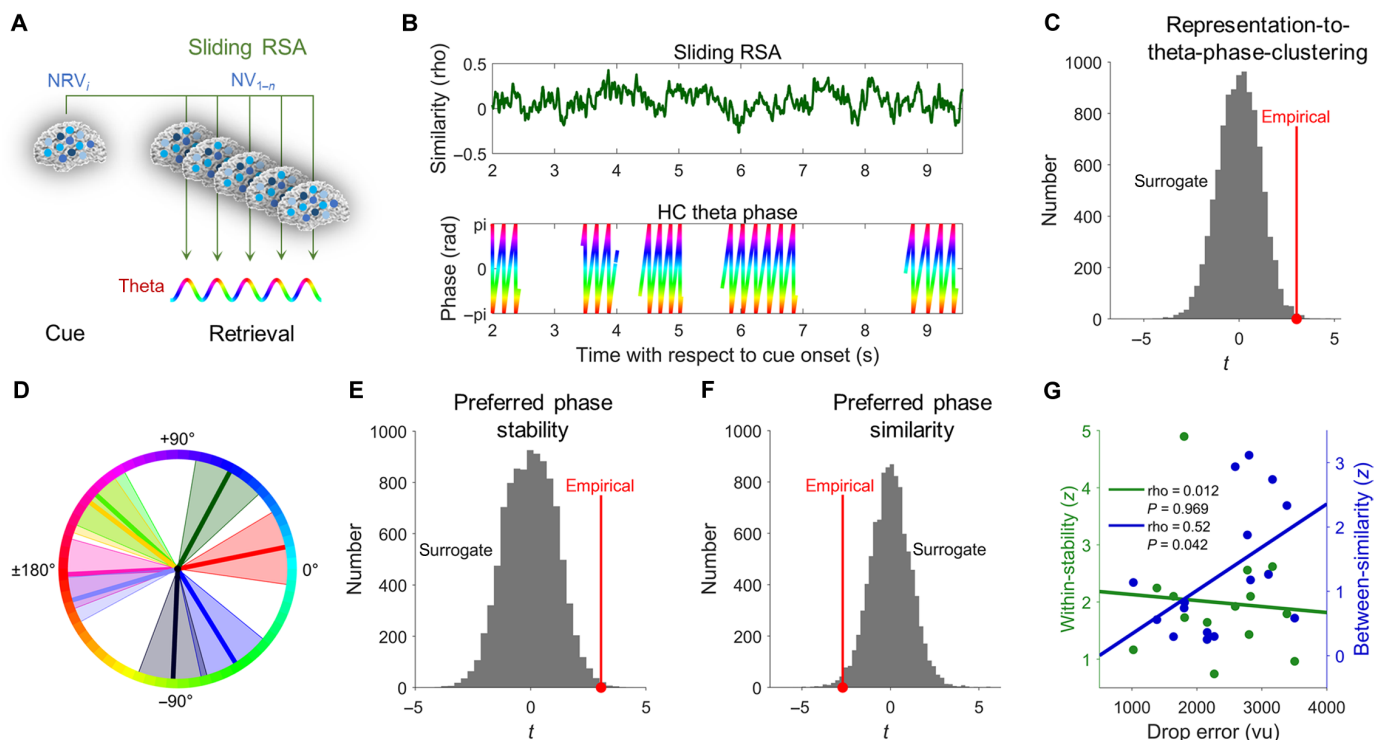 A
Sliding RSA
NRVi
NV1–n
Theta
Cue
Retrieval
B
Sliding RSA
Similarity (rho)
0.5
0
–0.5
2 3 4 5 6 7 8 9
HC theta phase
Phase (rad)
pi
0
–pi
2 3 4 5 6 7 8 9
Time with respect to cue onset (s)
C
Representation-to-
theta-phase-clustering
Number
1000
800
600
400
200
0
Empirical
Surrogate
–5 0 5
t
D
+90°
±180°
0°
–90°
E
Preferred phase
stability
Number
1000
800
600
400
200
0
Empirical
Surrogate
–5 0 5
t
F
Preferred phase
similarity
Number
1000
800
600
400
200
0
Empirical
Surrogate
–5 0 5
t
G
Within-stability (z)
5
4
3
2
1
rho = 0.012
P = 0.969
rho = 0.52
P = 0.042
3
2
1
0
Between-similarity (z)
1000 2000 3000 4000
Drop error (vu)